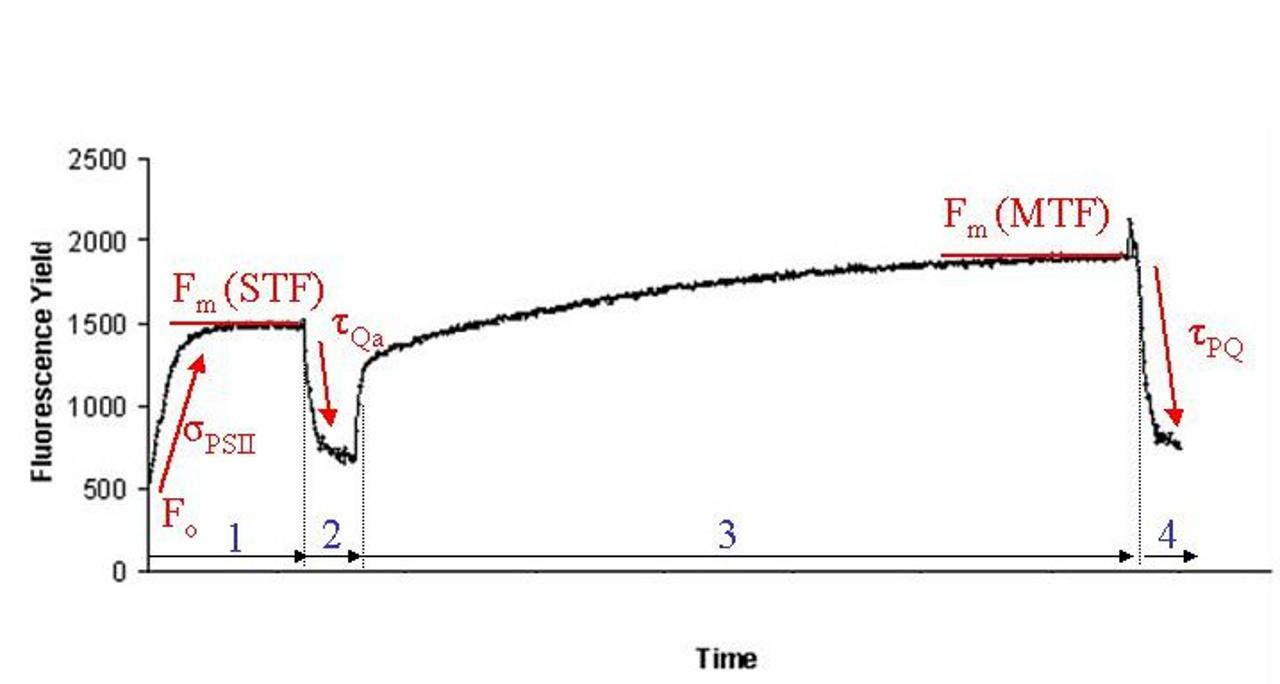 2500
2000
1500
1000
500
0
Fluorescence Yield
Fm (STF)
τQa
σPSII
Fo
Fm (MTF)
τPQ
1
2
3
4
Time